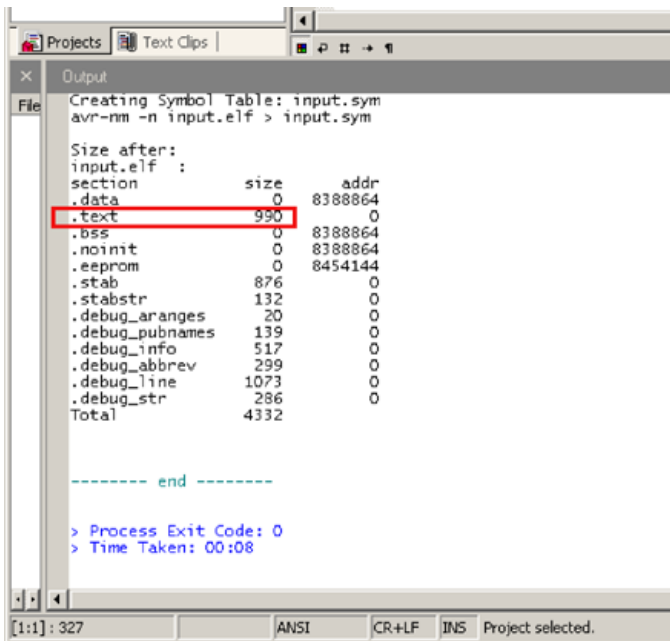 Projects Text Clips
Output
File
Creating Symbol Table: input.sym
avr-nm -n input.elf > input.sym
Size after:
input.elf :
section size addr
.data 0 8388864
.text 990 0
.bss 0 8388864
.noinit 0 8388864
.eeprom 0 8454144
.stab 876 0
.stabstr 132 0
.debug_aranges 20 0
.debug_pubnames 139 0
.debug_info 517 0
.debug_abbrev 299 0
.debug_line 1073 0
.debug_str 286 0
Total 4332
-------- end --------
> Process Exit Code: 0
> Time Taken: 00:08
[1:1] : 327 ANSI CR+LF INS Project selected.